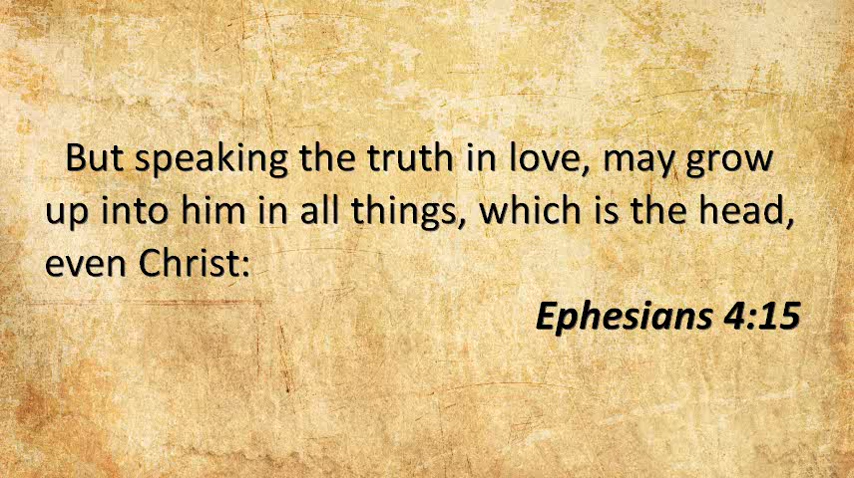 But speaking the truth in love, may grow
up into him in all things, which is the head,
even Christ:
Ephesians 4:15